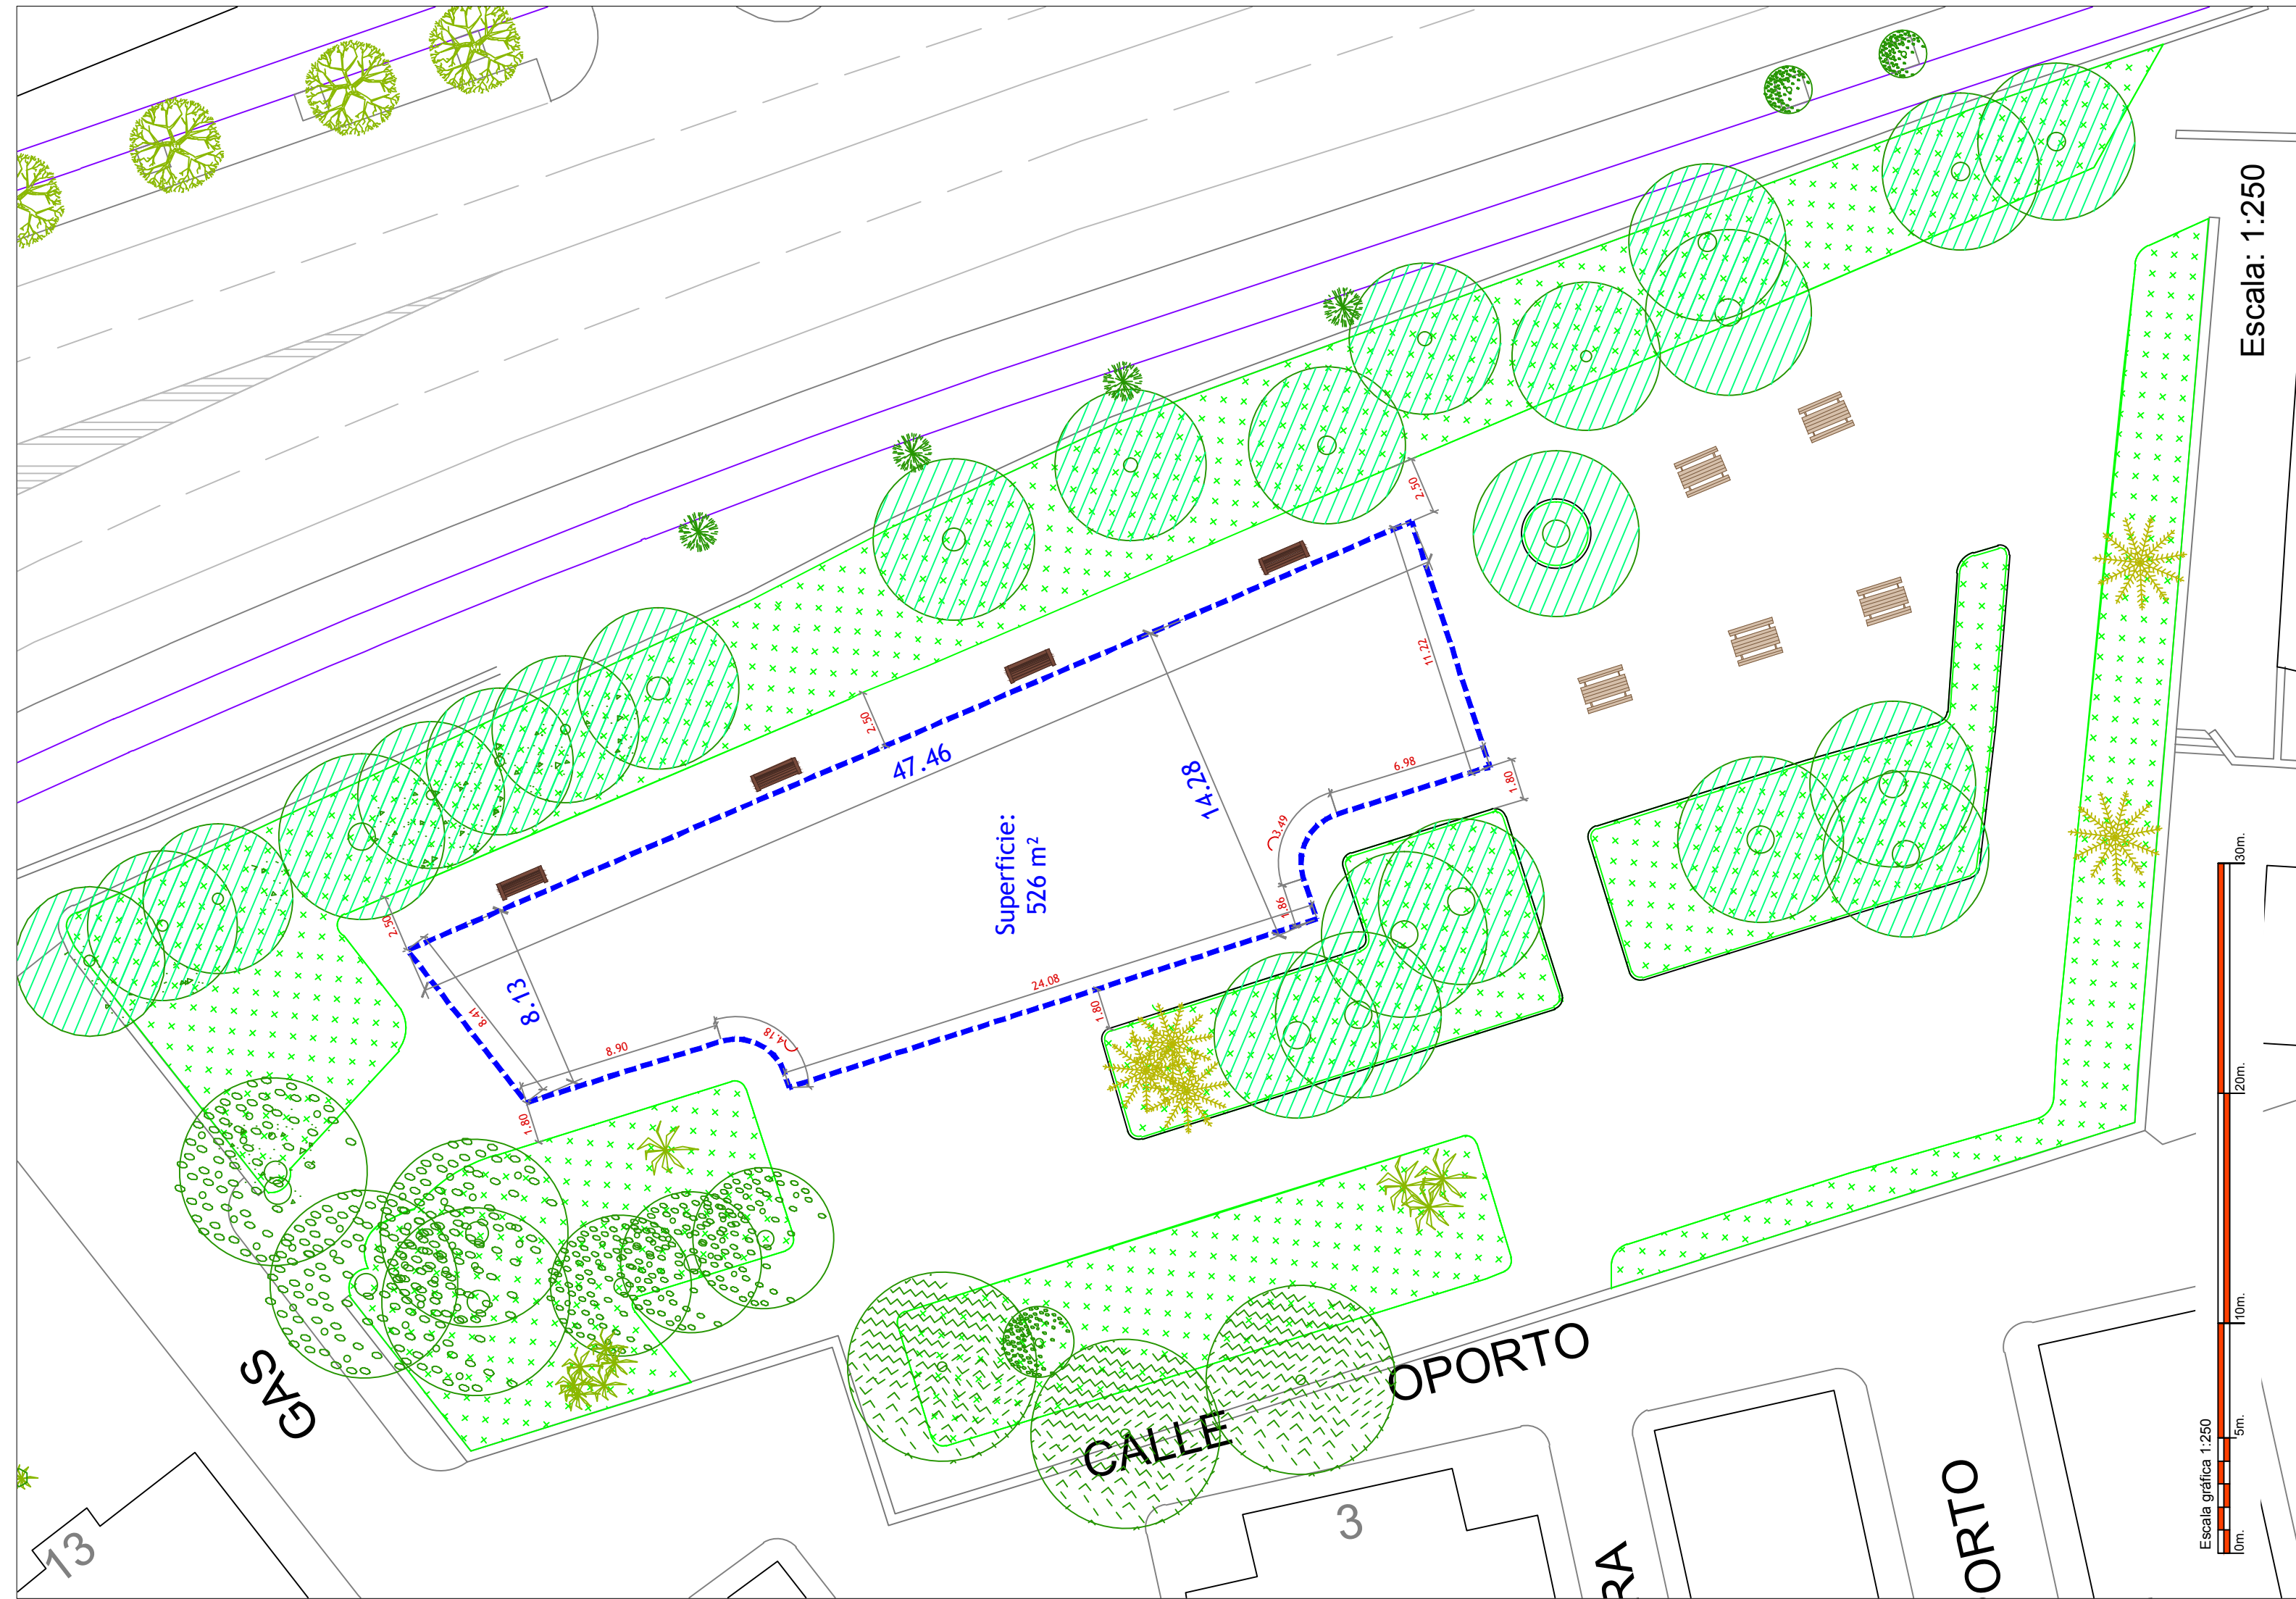 Escala: 1:250
2.50
11.22
2.50
47.46
14.28
6.98
1.80
3.49
Superficie:
526 m²
1.86
2.50
8.13
8.41
24.08
1.80
8.90
4.18
1.80
GAS
CALLE OPORTO
13
3
RA
ORTO
Escala gráfica 1:250
0m.
5m.
10m.
20m.
30m.